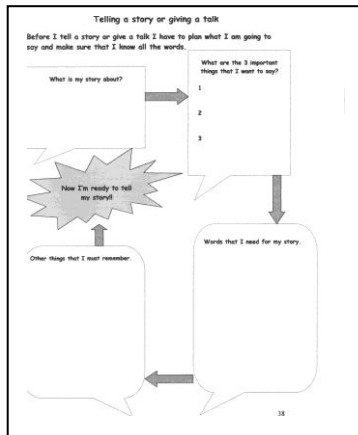 Telling a story or giving a talk
Before I tell a story or give a talk I have to plan what I am going to
say and make sure that I know all the words.
What is my story about?
What are the 3 important
things that I want to say?
1
2
3
Words that I need for my story.
Other things that I must remember.
Now I'm ready to tell
my story!!
38